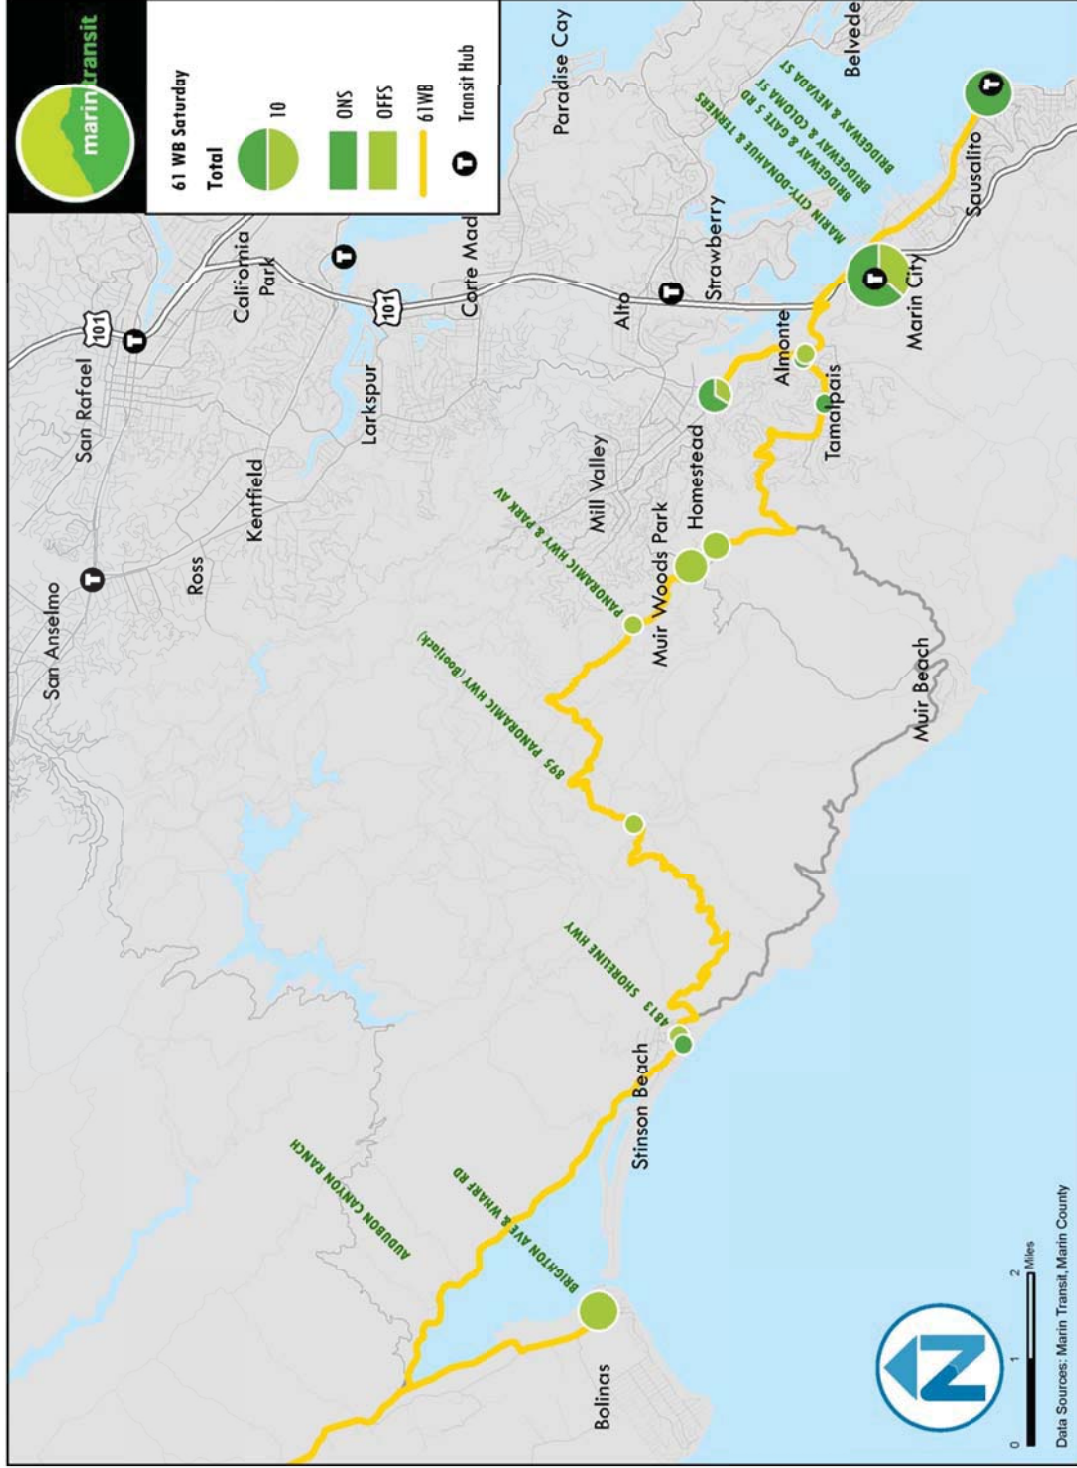 marintransit
61 WB Saturday
Total
10
ONS
OFFS
61WB
T Transit Hub
San Anselmo
San Rafael
101
California
Park
Ross
Kentfield
Larkspur
101
Corte Mad
Paradise Cay
Alto
Strawberry
Belvede
Mill Valley
Homestead
Almonte
Tamalpais
Marin City
Sausalito
Muir Woods Park
Muir Beach
Stinson Beach
Bolinas
MARIN CITY-DONAHUE & TERNERS
BRIDGEWAY & GATE 5 RD
BRIDGEWAY & COLOMA ST
BRIDGEWAY & NEVADA ST
PANORAMIC HWY & PARK AV
895 PANORAMIC HWY (Bootjack)
4813 SHORELINE HWY
AUDUBON CANYON RANCH
BRIGHTON AVE & WHARF RD
N
0 1 2
Miles
Data Sources: Marin Transit, Marin County